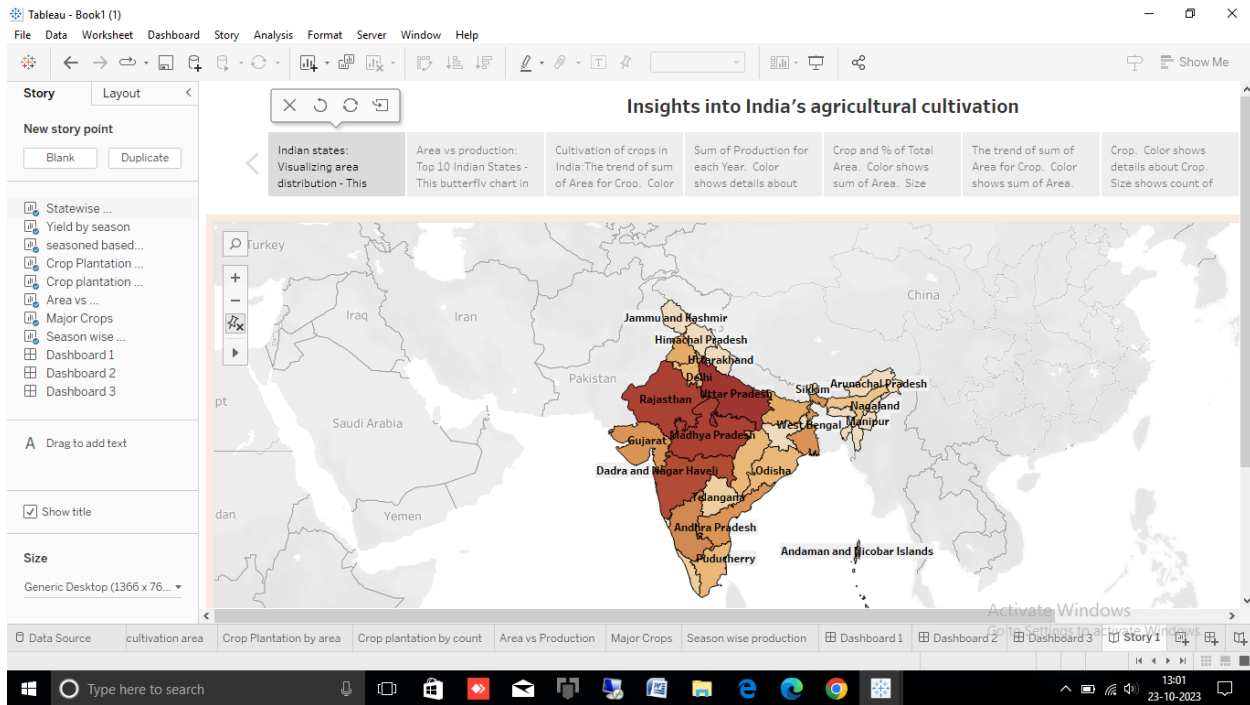 Tableau - Book1 (1)
File Data Worksheet Dashboard Story Analysis Format Server Window Help
Show Me
Story Layout
New story point
Blank Duplicate
Statewise ...
Yield by season
seasoned based...
Crop Plantation ...
Crop plantation ...
Area vs ...
Major Crops
Season wise ...
Dashboard 1
Dashboard 2
Dashboard 3
A Drag to add text
Show title
Size
Generic Desktop (1366 x 76...
Insights into India's agricultural cultivation
Indian states:
Visualizing area
distribution - This
Area vs production:
Top 10 Indian States -
This butterfly chart in
Cultivation of crops in
India:The trend of sum
of Area for Crop. Color
Sum of Production for
each Year. Color
shows details about
Crop and % of Total
Area. Color shows
sum of Area. Size
The trend of sum of
Area for Crop. Color
shows sum of Area.
Crop. Color shows
details about Crop.
Size shows count of
Turkey
China
Iraq
Iran
Jammu and Kashmir
Himachal Pradesh
Uttarakhand
Pakistan
Delhi
Sikkim
Arunachal Pradesh
pt
Rajasthan
Uttar Pradesh
Nagaland
Saudi Arabia
West Bengal
Manipur
Gujarat
Madhya Pradesh
Dadra and Nagar Haveli
Odisha
Telangana
dan
Yemen
Andhra Pradesh
Puducherry
Andaman and Nicobar Islands
Activate Windows
Go to Settings to activate Windows.
Data Source
cultivation area
Crop Plantation by area
Crop plantation by count
Area vs Production
Major Crops
Season wise production
Dashboard 1
Dashboard 2
Dashboard 3
Story 1
Type here to search
13:01
23-10-2023